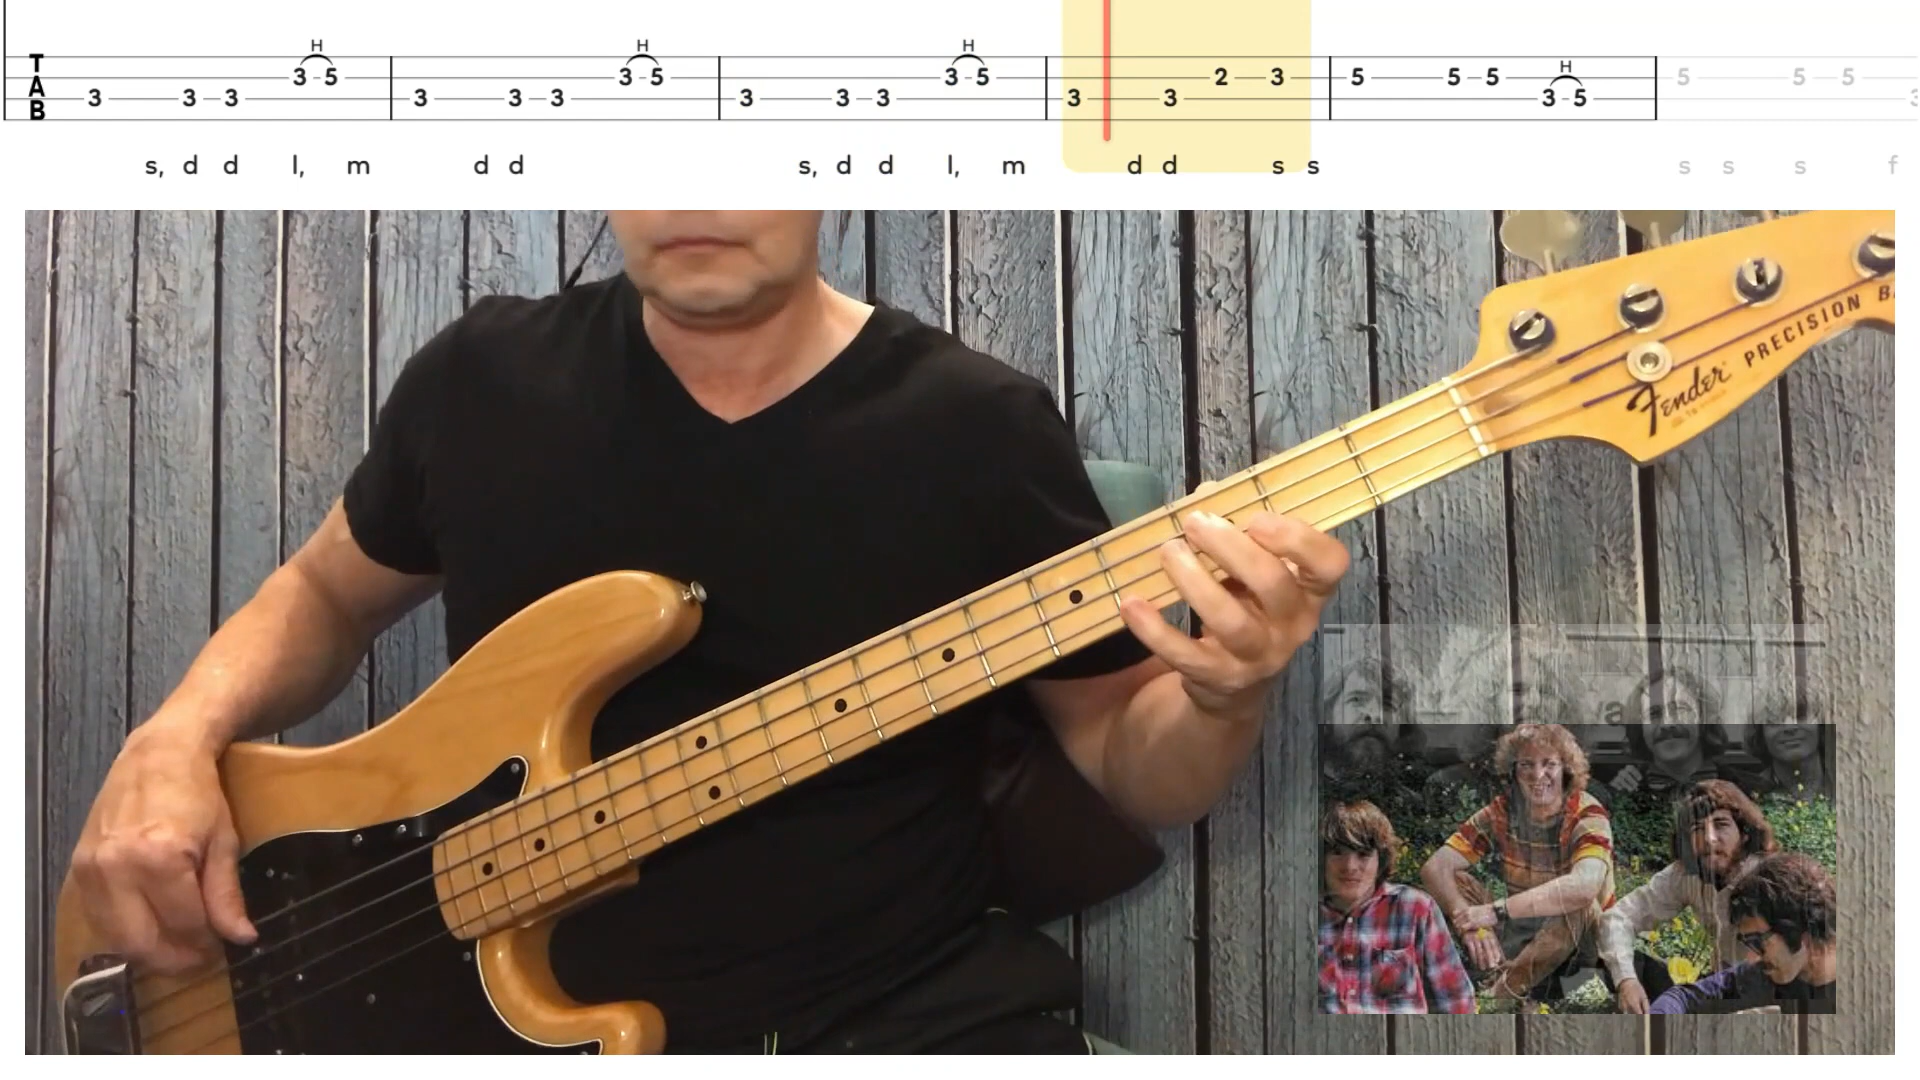 H H H H
T
A
B
3 5 3 5 3 5 2 3 5 5 5 5 5 5
3 3 3 3 3 3 3 3 3 3 3 3 5
s, d d l, m d d s, d d l, m d d s s s s s f
Fender PRECISION